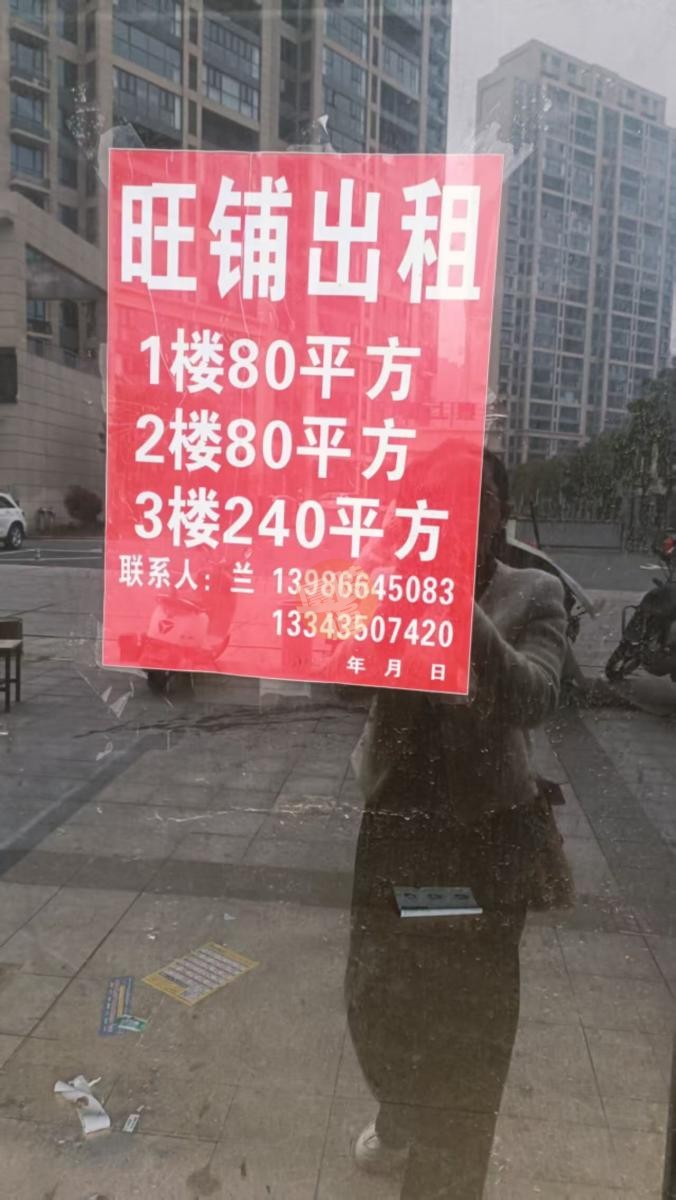 旺铺出租
1楼80平方
2楼80平方
3楼240平方
联系人：兰 13986645083
13343507420
年 月 日